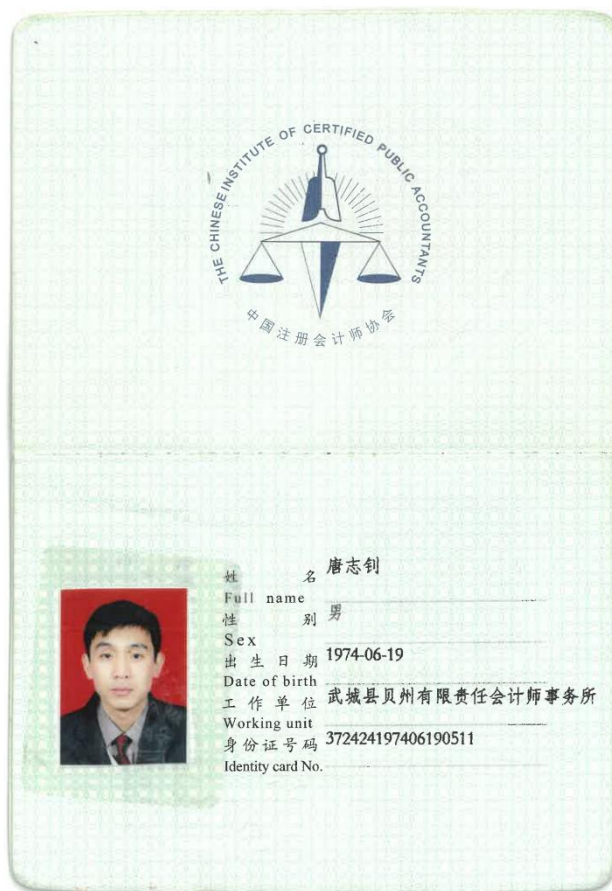 THE CHINESE INSTITUTE OF CERTIFIED PUBLIC ACCOUNTANTS
中国注册会计师协会
姓 名 唐志钊
Full name
性 别 男
Sex
出生日期 1974-06-19
Date of birth
工作单位 武城县贝州有限责任会计师事务所
Working unit
身份证号码 372424197406190511
Identity card No.